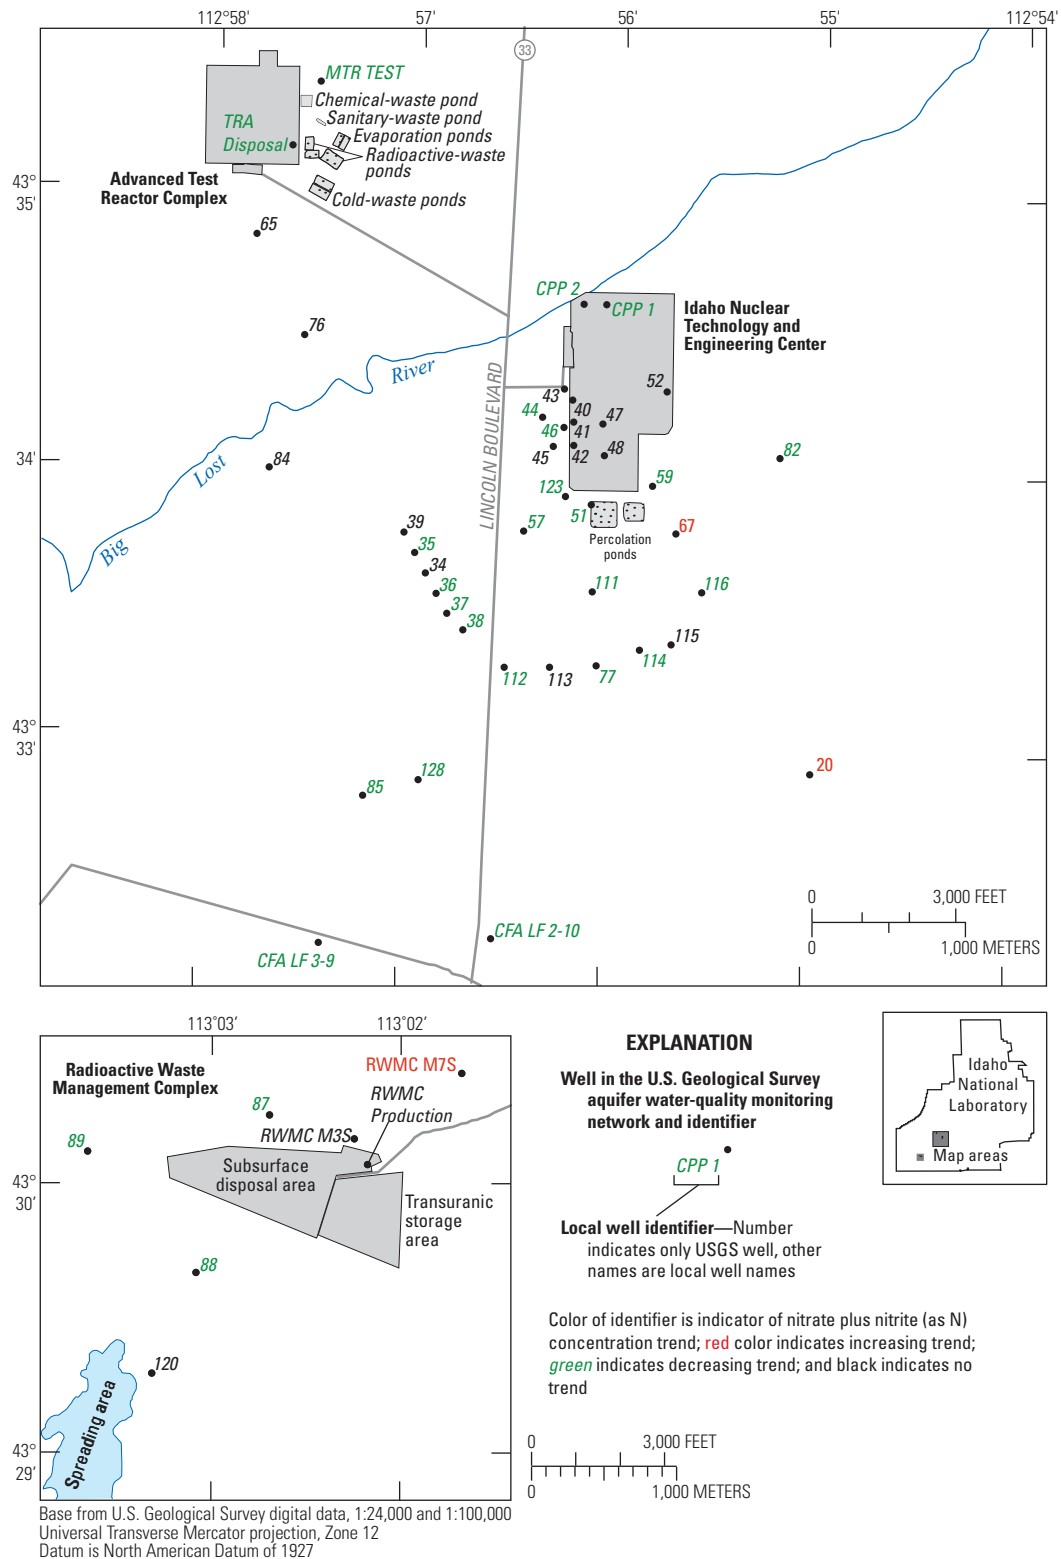 112°58'
57'
56'
55'
112°54'
33
MTR TEST
Chemical-waste pond
TRA
Disposal
Sanitary-waste pond
Evaporation ponds
Radioactive-waste
ponds
Cold-waste ponds
Advanced Test
Reactor Complex
43°
35'
65
CPP 2
CPP 1
Idaho Nuclear
Technology and
Engineering Center
76
River
LINCOLN BOULEVARD
43
52
40
44
47
46
41
45
42
48
34'
84
Lost
82
59
123
51
57
67
Percolation
ponds
39
35
Big
34
36
111
116
37
38
115
114
112
113
77
43°
33'
128
85
20
0
3,000 FEET
0
1,000 METERS
CFA LF 2-10
CFA LF 3-9
113°03'
113°02'
Radioactive Waste
Management Complex
RWMC M7S
87
RWMC
Production
RWMC M3S
89
Subsurface
disposal area
43°
30'
Transuranic
storage
area
88
120
Spreading area
43°
29'
EXPLANATION
Well in the U.S. Geological Survey
aquifer water-quality monitoring
network and identifier
CPP 1
Local well identifier—Number
indicates only USGS well, other
names are local well names
Idaho
National
Laboratory
Map areas
Color of identifier is indicator of nitrate plus nitrite (as N)
concentration trend; red color indicates increasing trend;
green indicates decreasing trend; and black indicates no
trend
0
3,000 FEET
0
1,000 METERS
Base from U.S. Geological Survey digital data, 1:24,000 and 1:100,000
Universal Transverse Mercator projection, Zone 12
Datum is North American Datum of 1927